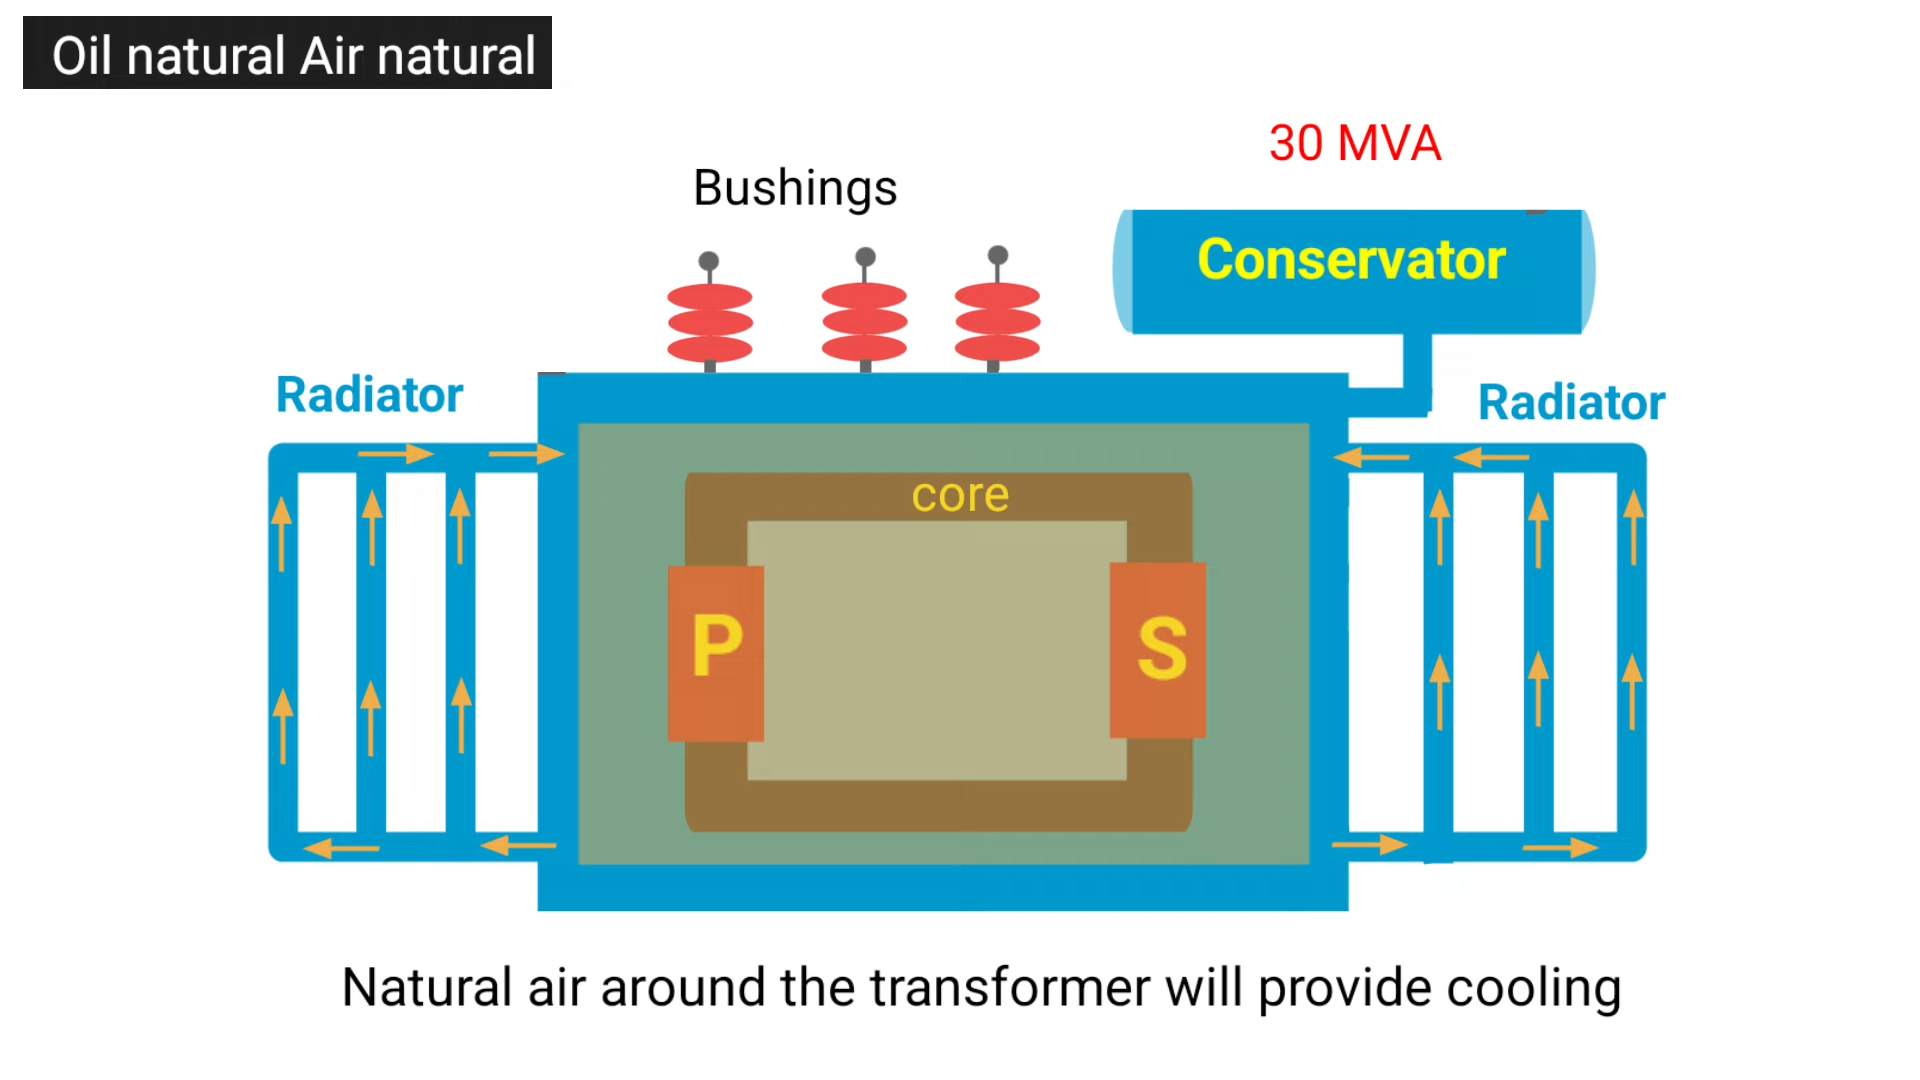 Oil natural Air natural
30 MVA
Bushings
Conservator
Radiator
Radiator
core
P
S
Natural air around the transformer will provide cooling